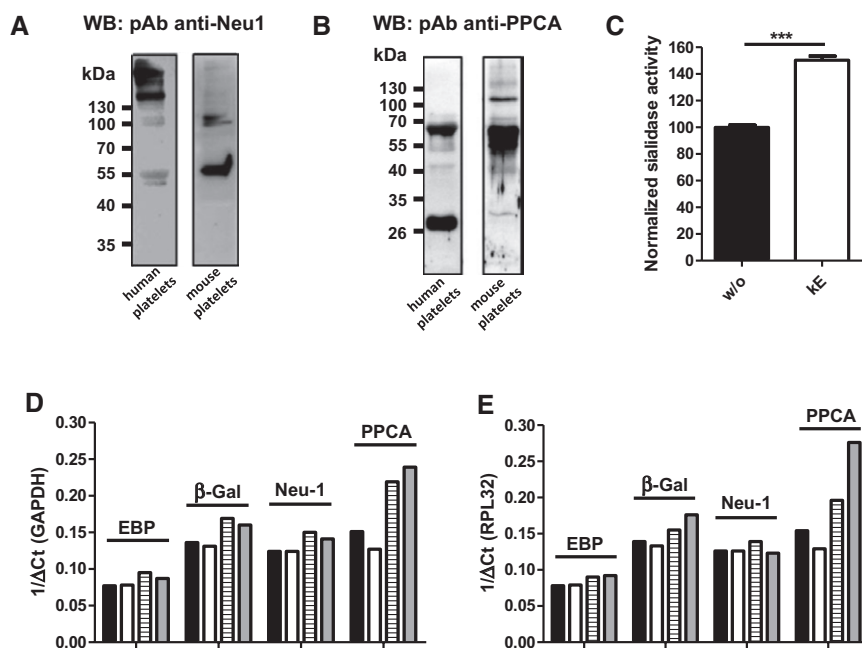 A
WB: pAb anti-Neu1
kDa
130
100
70
55
40
35
human platelets
mouse platelets
B
WB: pAb anti-PPCA
kDa
130
100
70
55
40
35
26
human platelets
mouse platelets
C
***
Normalized sialidase activity
160
140
120
100
80
60
40
20
0
w/o
kE
D
1/ΔCt (GAPDH)
0.30
0.25
0.20
0.15
0.10
0.05
0.00
EBP
β-Gal
Neu-1
PPCA
E
1/ΔCt (RPL32)
0.30
0.25
0.20
0.15
0.10
0.05
0.00
EBP
β-Gal
Neu-1
PPCA